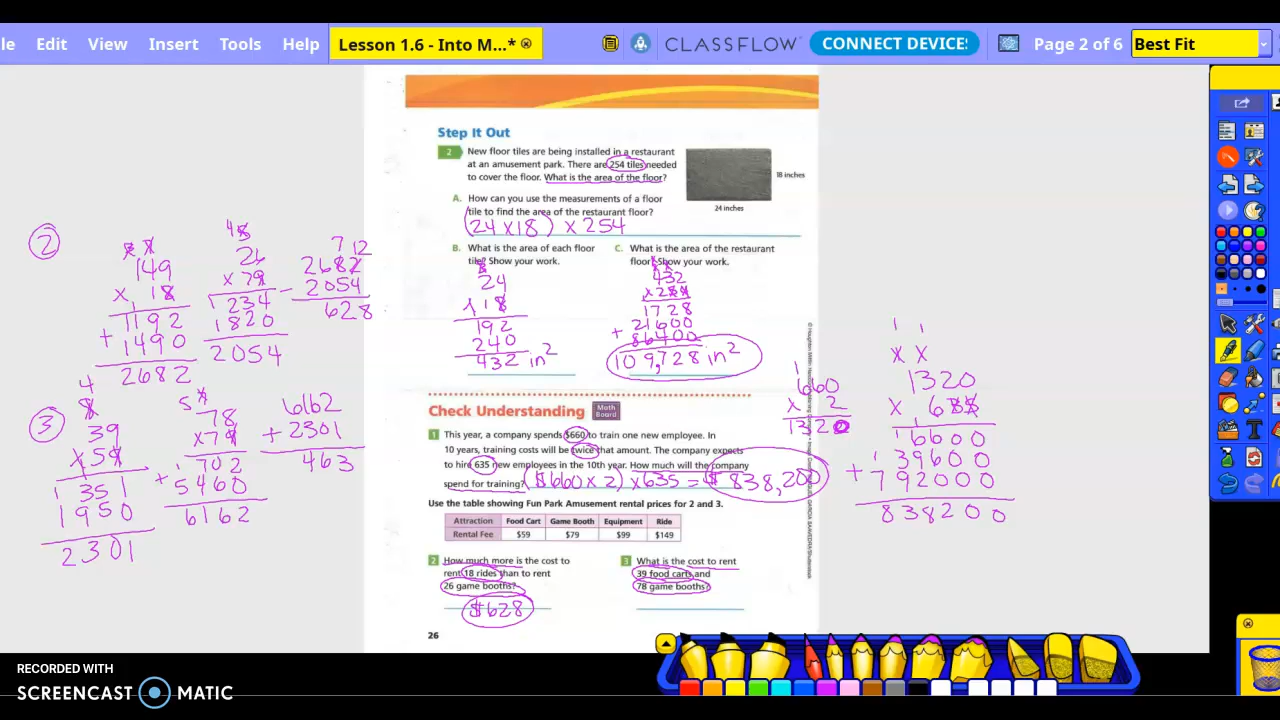 le Edit View Insert Tools Help Lesson 1.6 - Into M...* CLASSFLOW CONNECT DEVICES Page 2 of 6 Best Fit
Step It Out
2 New floor tiles are being installed in a restaurant
at an amusement park. There are 254 tiles needed
to cover the floor. What is the area of the floor?
18 inches
24 inches
A. How can you use the measurements of a floor
tile to find the area of the restaurant floor?
(24 x 18) x 254
B. What is the area of each floor
tile? Show your work.
24
x 18
192
240
432 in2
C. What is the area of the restaurant
floor? Show your work.
432
x 254
1728
21600
+ 86400
109,728 in2
Check Understanding Math Board
1 This year, a company spends $660 to train one new employee. In
10 years, training costs will be twice that amount. The company expects
to hire 635 new employees in the 10th year. How much will the company
spend for training? ($660 x 2) x 635 = $838,200
Use the table showing Fun Park Amusement rental prices for 2 and 3.
Attraction Food Cart Game Booth Equipment Ride
Rental Fee $59 $79 $99 $149
2 How much more is the cost to
rent 18 rides than to rent
26 game booths?
$628
3 What is the cost to rent
39 food carts and
78 game booths?
26
2
149
x 18
1192
+ 1490
2682
26
x 79
1234
1820
2054
7 12
2682
- 2054
628
3
4
39
x 59
351
1950
2301
5
78
x 79
702
+ 5460
6162
6162
+ 2301
463
1
660
x 2
1320
1 1
1320
x 635
6600
39600
+ 792000
838200
RECORDED WITH
SCREENCAST MATIC